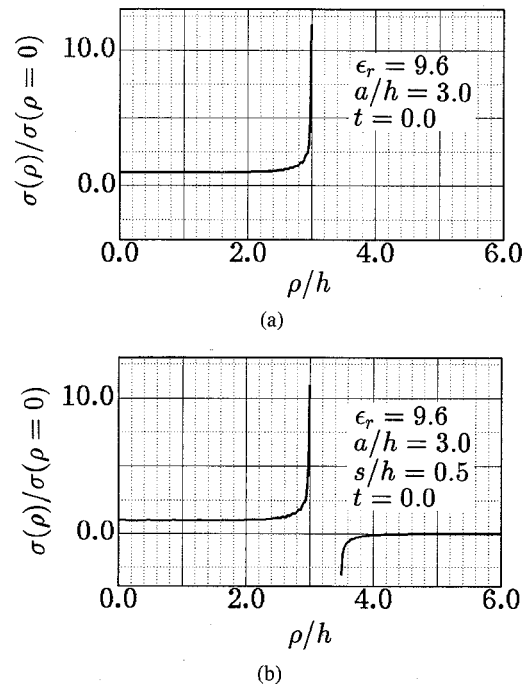 10.0
0.0
σ(ρ)/σ(ρ = 0)
ϵr = 9.6
a/h = 3.0
t = 0.0
0.0 2.0 4.0 6.0
ρ/h
(a)
10.0
0.0
σ(ρ)/σ(ρ = 0)
ϵr = 9.6
a/h = 3.0
s/h = 0.5
t = 0.0
0.0 2.0 4.0 6.0
ρ/h
(b)